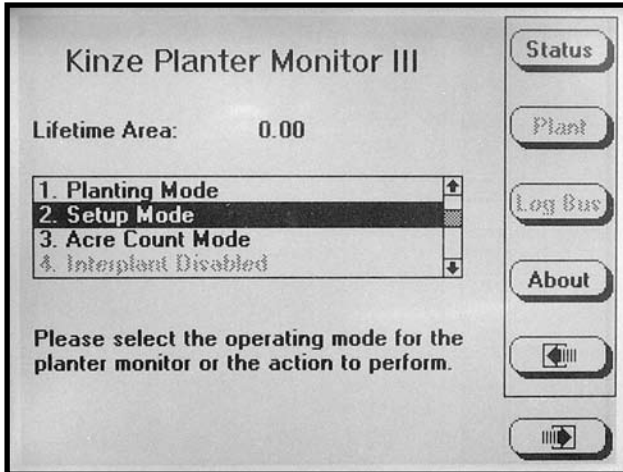 Kinze Planter Monitor III
Lifetime Area: 0.00
1. Planting Mode
2. Setup Mode
3. Acre Count Mode
4. Interplant Disabled
Please select the operating mode for the
planter monitor or the action to perform.
Status
Plant
Log Bus
About